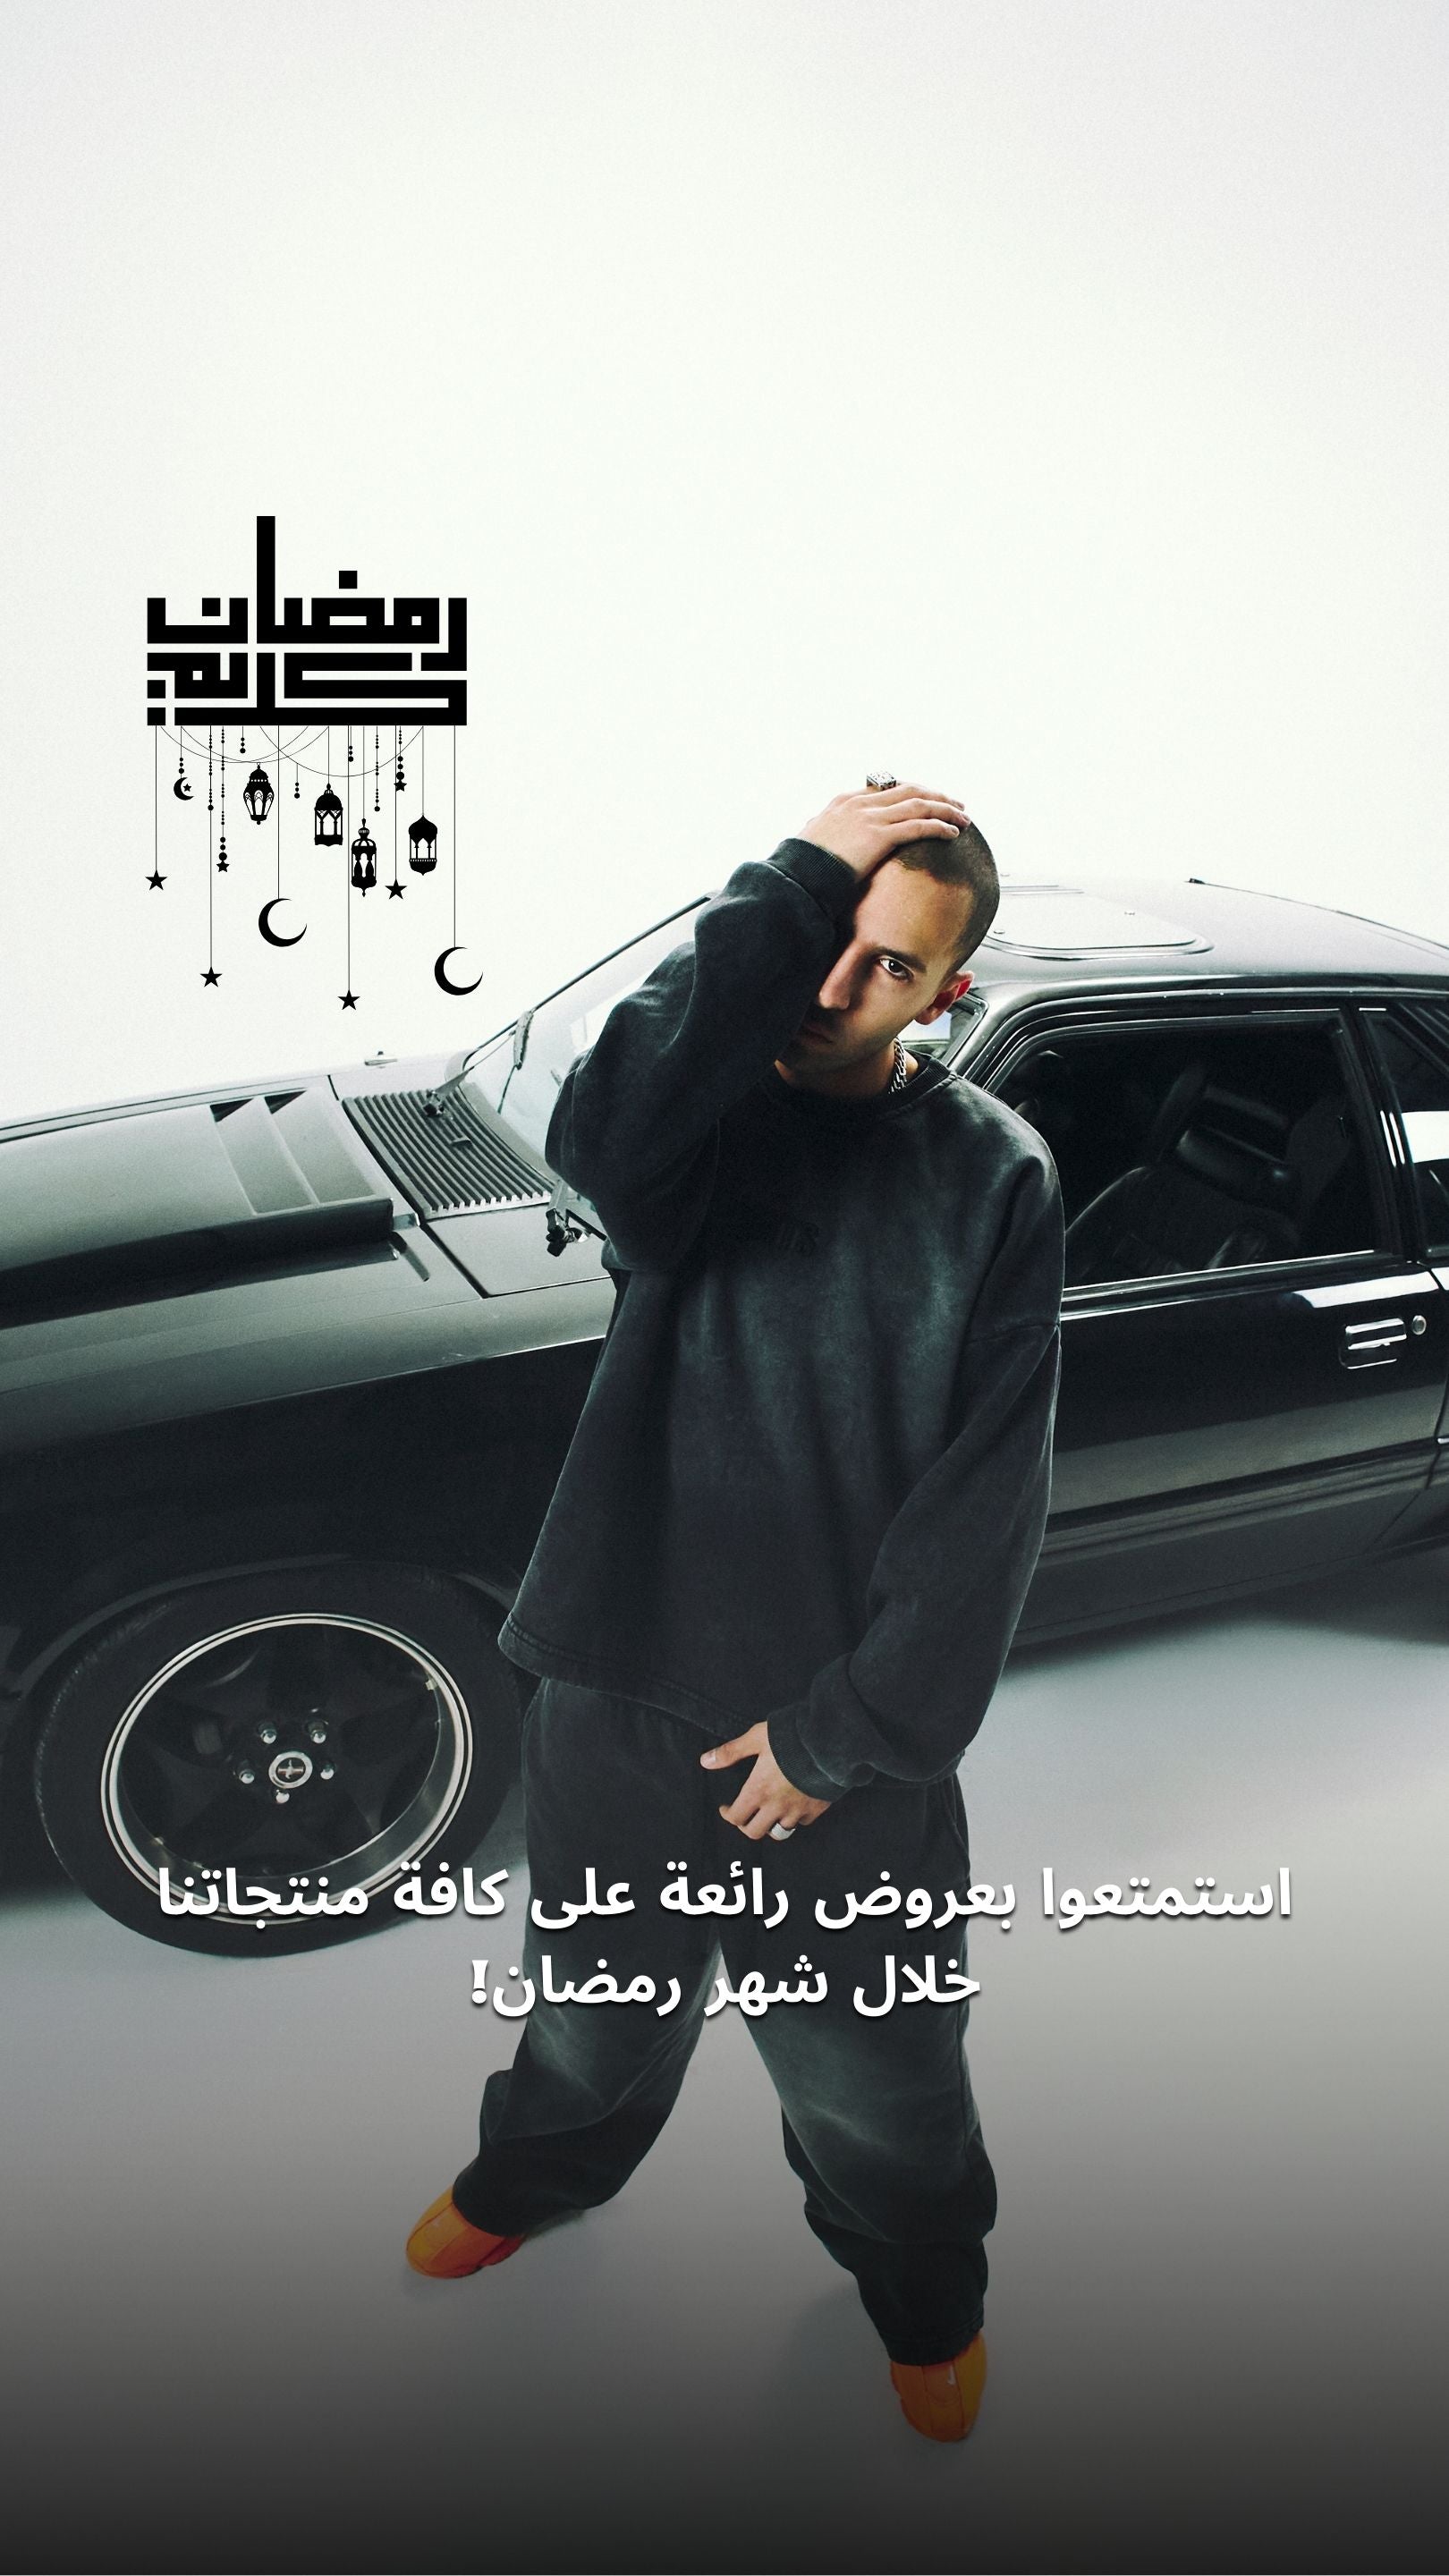 رمضان
كريم
استمتعوا بعروض رائعة على كافة منتجاتنا
خلال شهر رمضان!